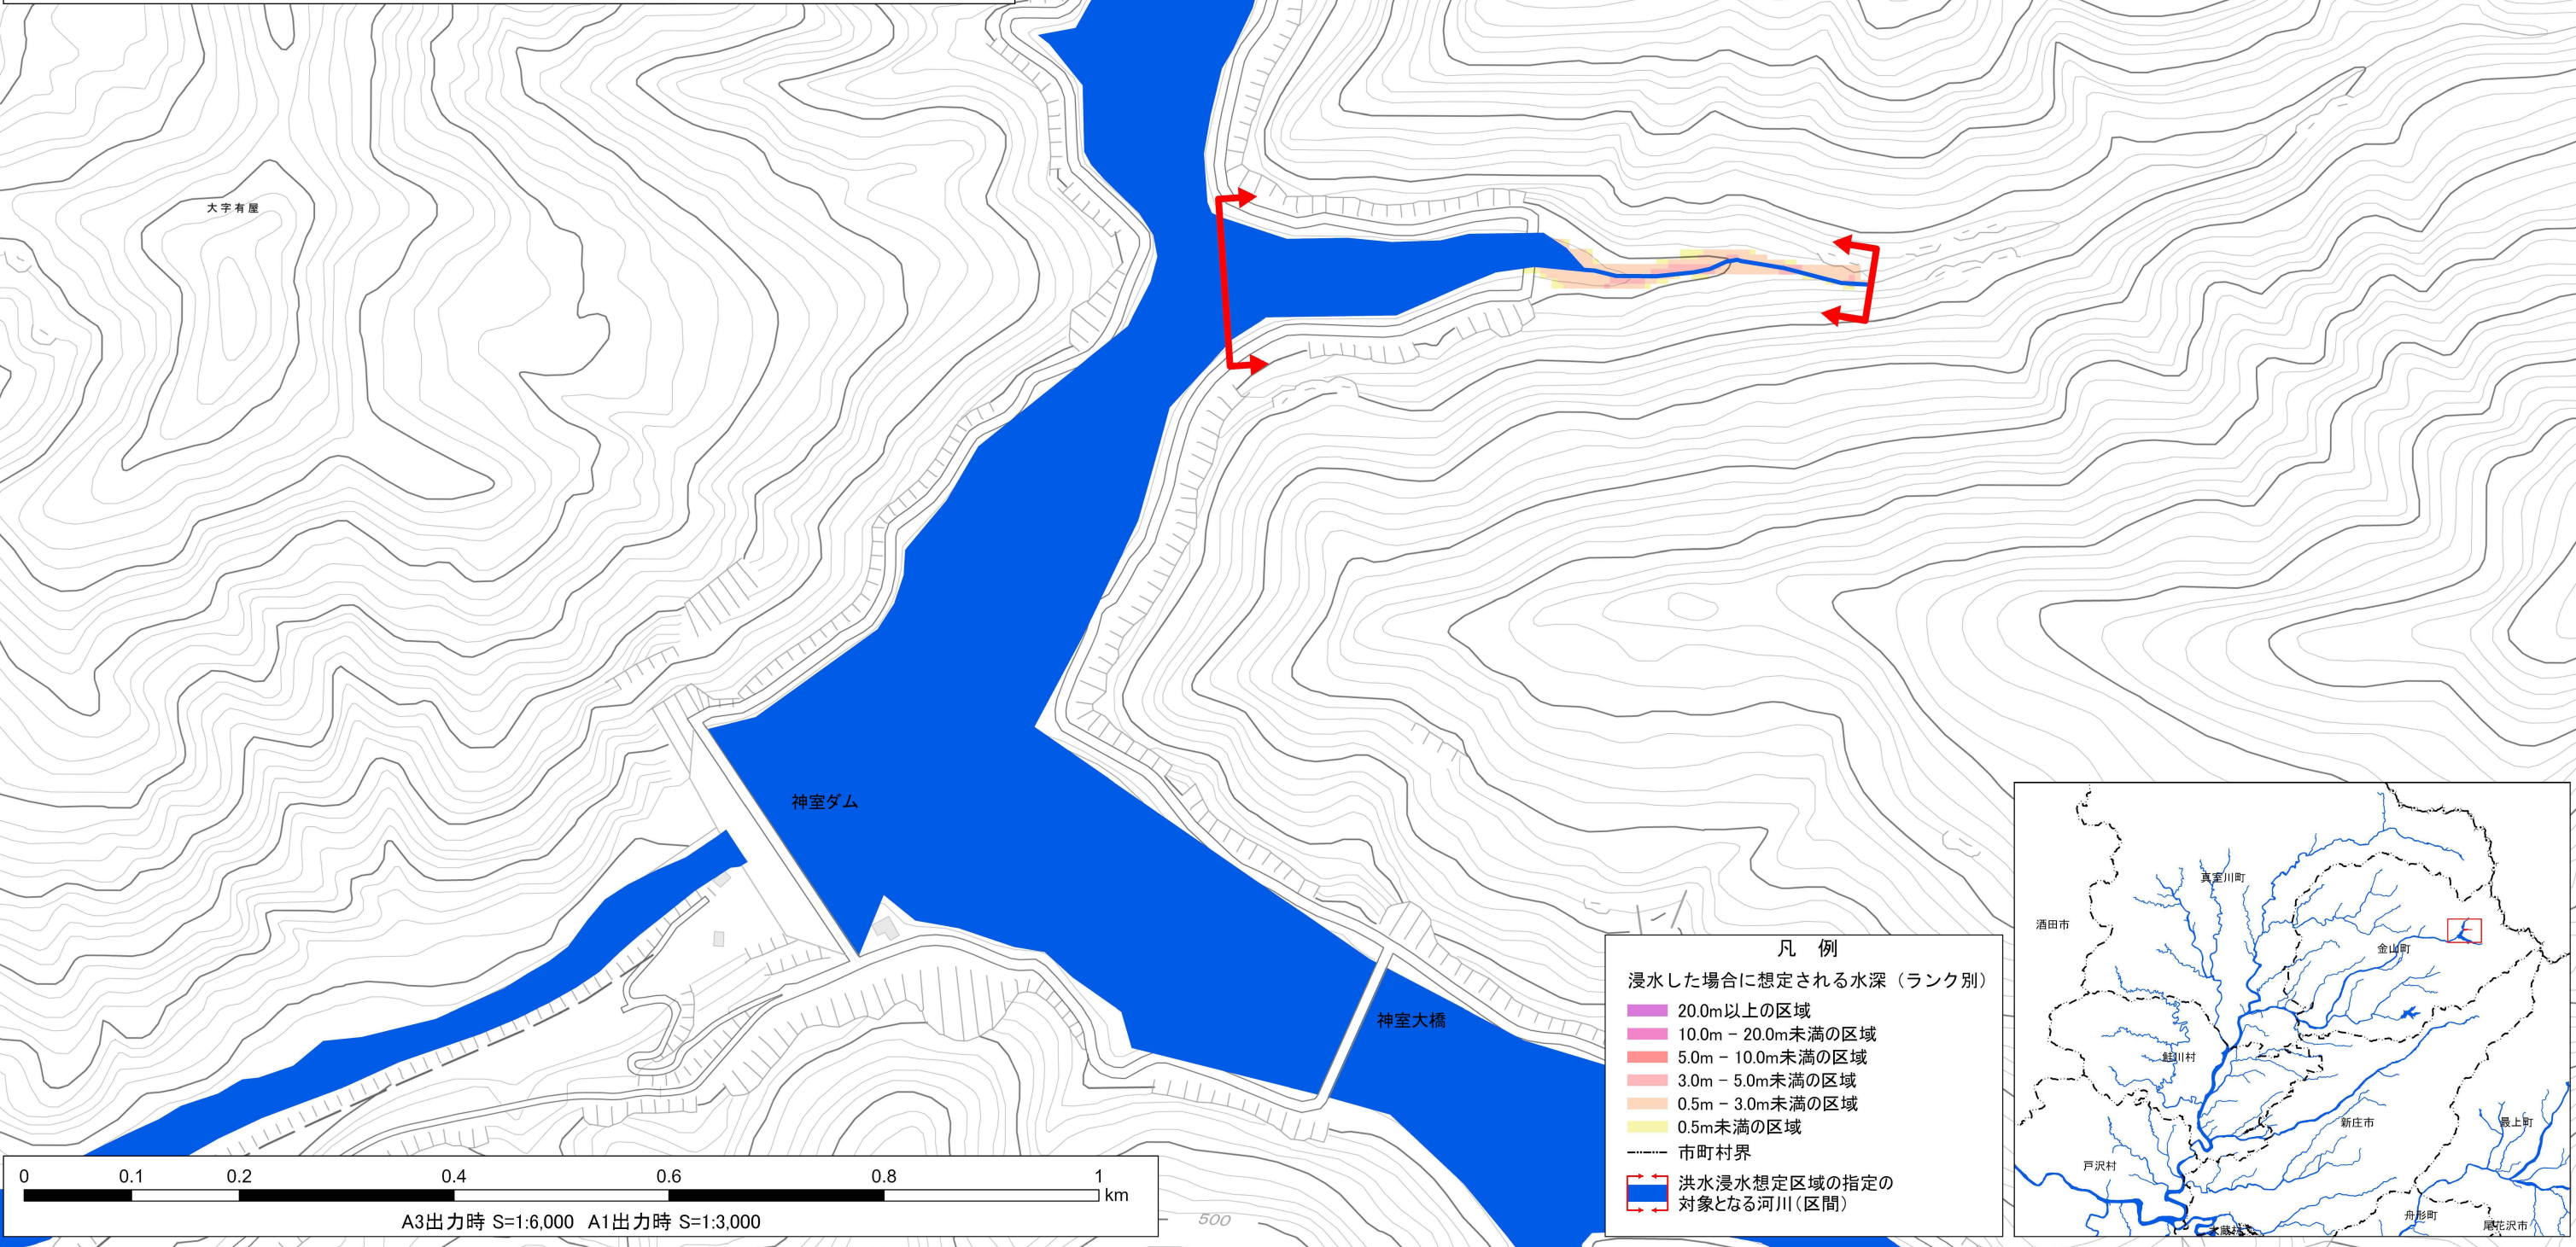 大字有屋
神室ダム
神室大橋
500
0 0.1 0.2 0.4 0.6 0.8 1 km
A3出力時 S=1:6,000 A1出力時 S=1:3,000
凡 例
浸水した場合に想定される水深（ランク別）
20.0m以上の区域
10.0m - 20.0m未満の区域
5.0m - 10.0m未満の区域
3.0m - 5.0m未満の区域
0.5m - 3.0m未満の区域
0.5m未満の区域
市町村界
洪水浸水想定区域の指定の
対象となる河川（区間）
真室川町
酒田市
金山町
鮭川村
新庄市
最上町
戸沢村
舟形町
尾花沢市